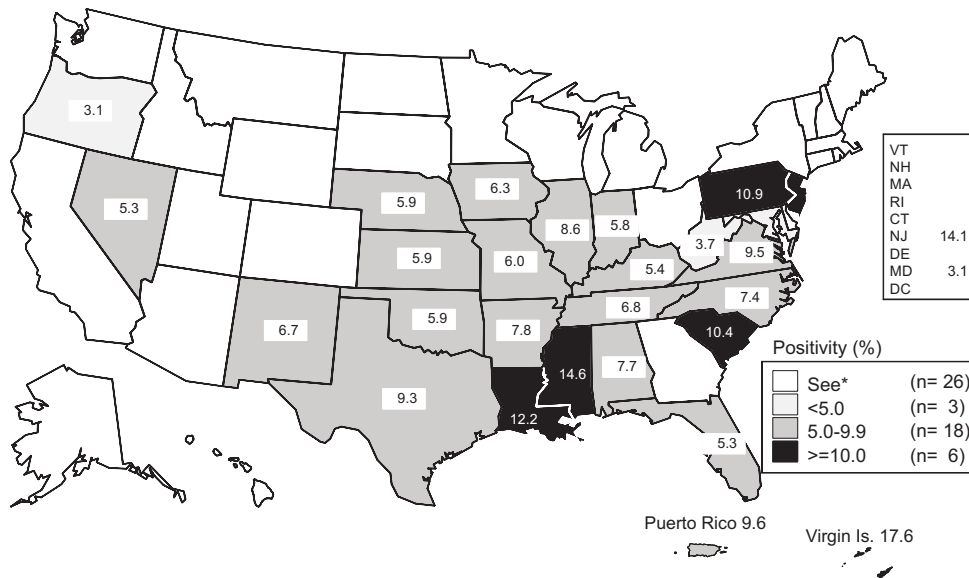 3.1
5.3
5.9
6.3
10.9
8.6
5.8
3.7
9.5
5.9
6.0
5.4
6.7
5.9
7.8
6.8
7.4
10.4
9.3
12.2
14.6
7.7
5.3
VT
NH
MA
RI
CT
NJ 14.1
DE
MD 3.1
DC
Positivity (%)
See* (n= 26)
<5.0 (n= 3)
5.0-9.9 (n= 18)
>=10.0 (n= 6)
Puerto Rico 9.6
Virgin Is. 17.6